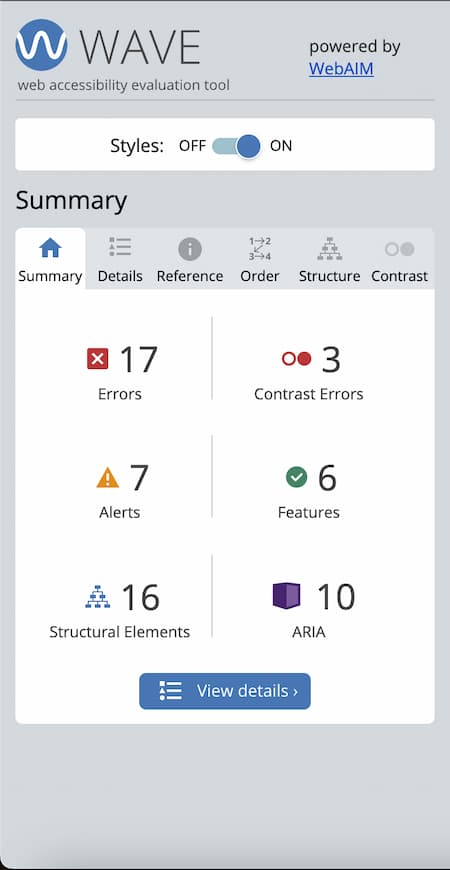 WAVE
web accessibility evaluation tool
powered by
WebAIM
Styles: OFF ON
Summary
Summary Details Reference Order Structure Contrast
1→2
3→4
17
Errors
3
Contrast Errors
7
Alerts
6
Features
16
Structural Elements
10
ARIA
View details ›